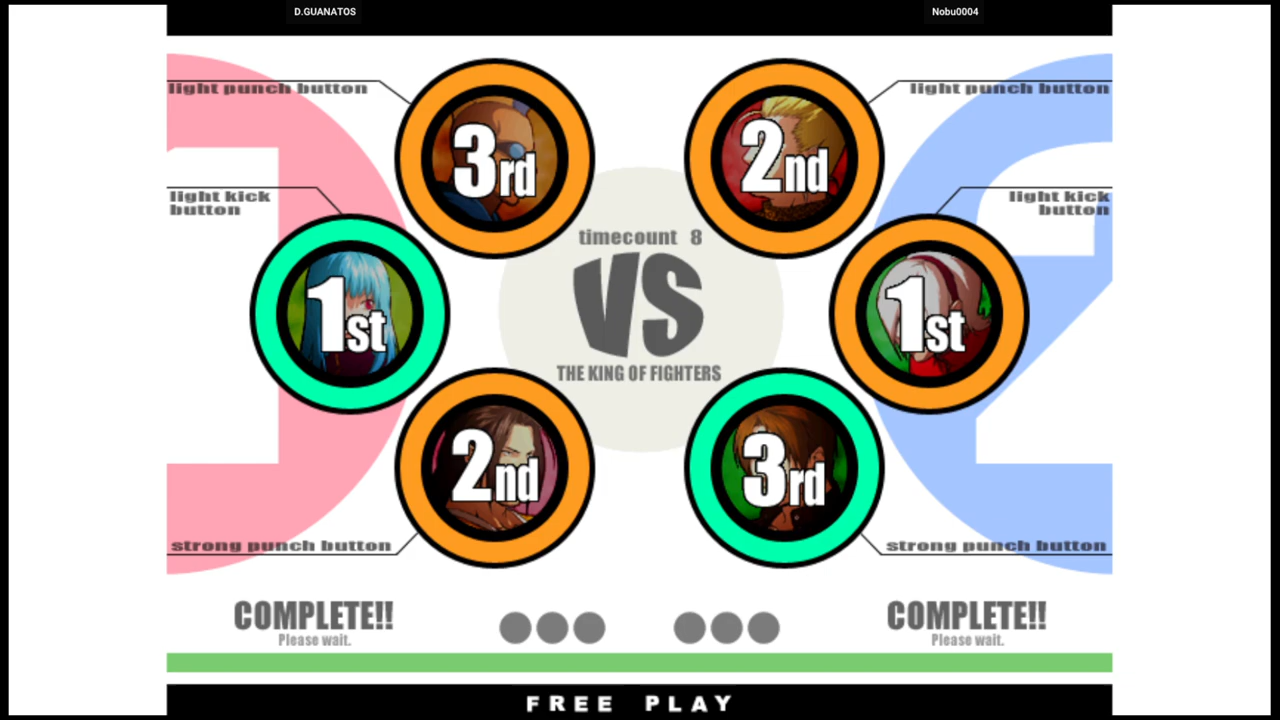 D.GUANATOS
Nobu0004
light punch button
light punch button
3rd
2nd
light kick
button
light kick
button
timecount 8
VS
THE KING OF FIGHTERS
1st
1st
2nd
3rd
strong punch button
strong punch button
COMPLETE!!
Please wait.
COMPLETE!!
Please wait.
FREE PLAY
1
2